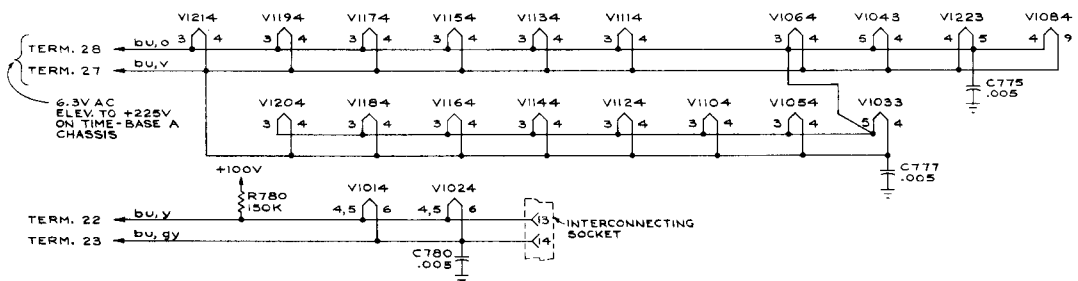 V1214 V1194 V1174 V1154 V1134 V1114 V1064 V1043 V1223 V1084
3 4 3 4 3 4 3 4 3 4 3 4 3 4 5 4 4 5 4 9
TERM. 28 bu,o
TERM. 27 bu,v
C775
.005
6.3V AC
ELEV. TO +225V
ON TIME-BASE A
CHASSIS
V1204 V1184 V1164 V1144 V1124 V1104 V1054 V1033
3 4 3 4 3 4 3 4 3 4 3 4 3 4 5 4
C777
.005
+100V
R780
150K
V1014 V1024
4,5 6 4,5 6
TERM. 22 bu,y
13
INTERCONNECTING
SOCKET
TERM. 23 bu,gy
14
C780
.005